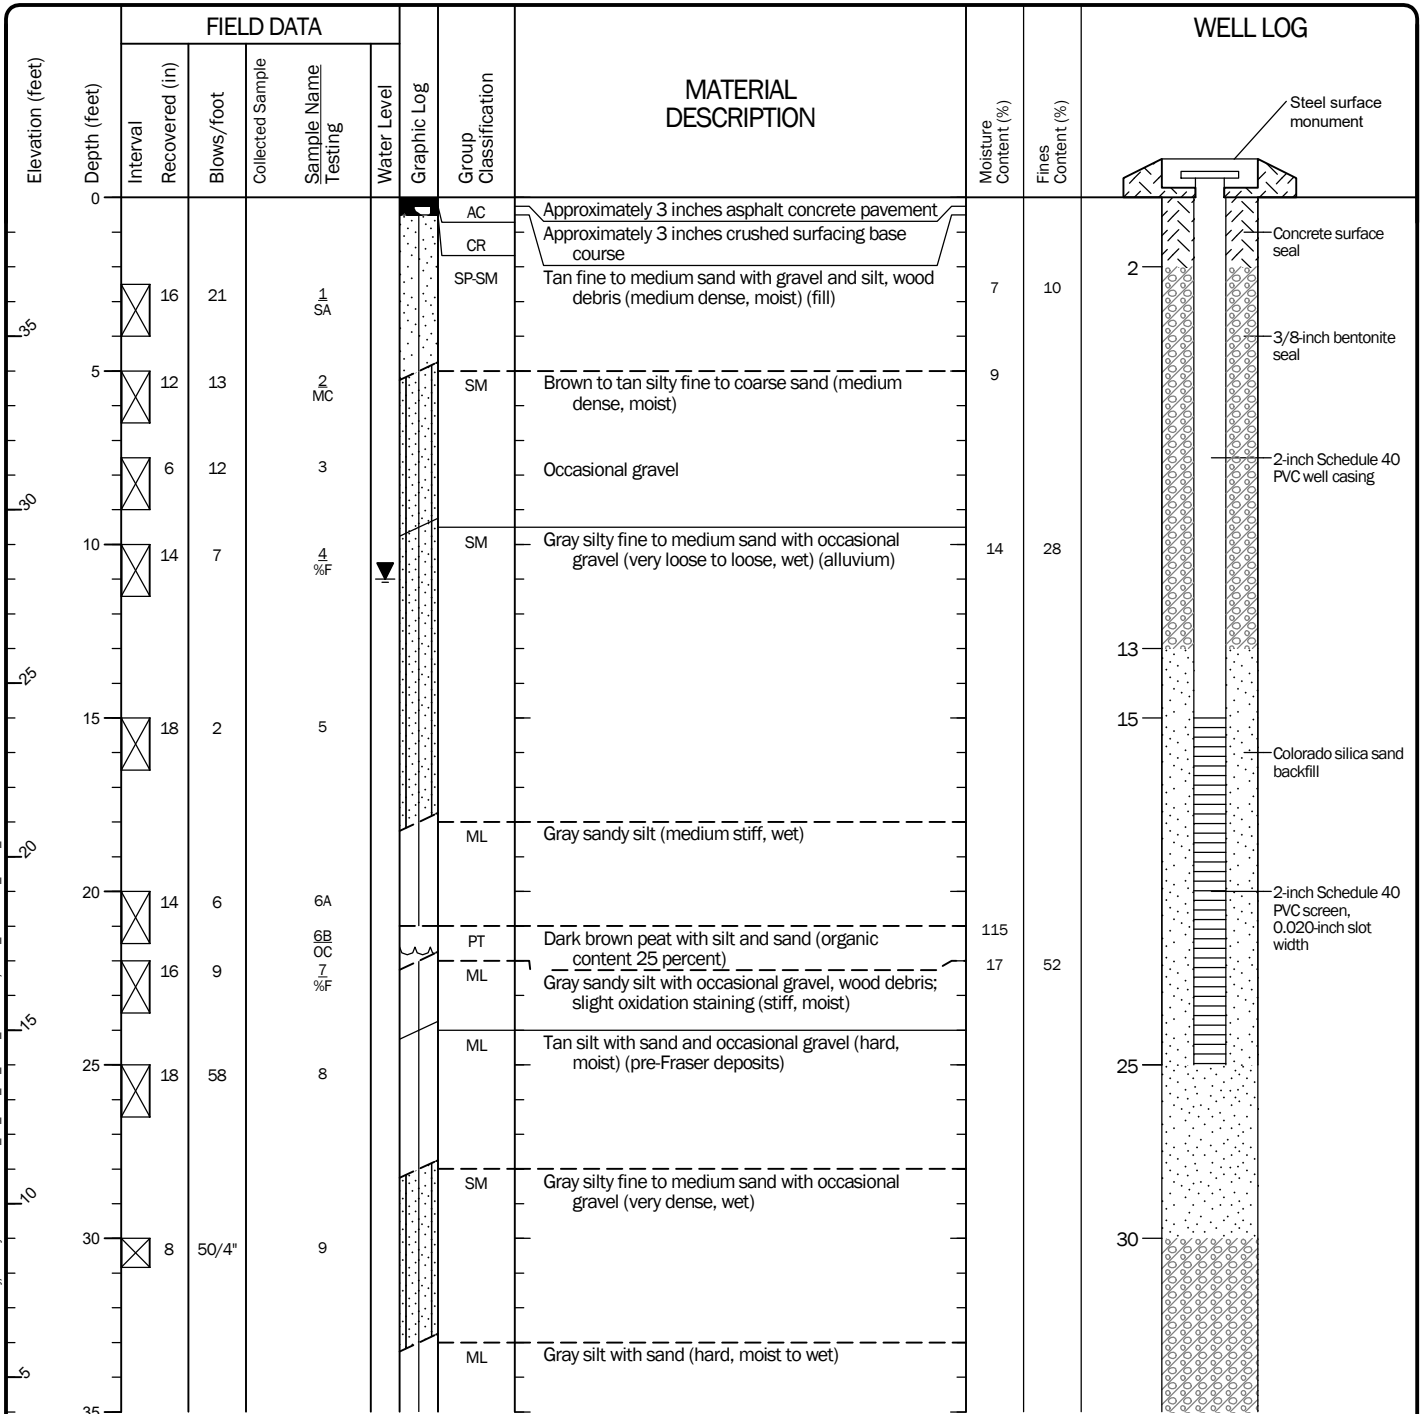 FIELD DATA
WELL LOG
Elevation (feet)
Depth (feet)
Interval
Recovered (in)
Blows/foot
Collected Sample
Sample Name
Testing
Water Level
Graphic Log
Group
Classification
MATERIAL
DESCRIPTION
Moisture
Content (%)
Fines
Content (%)
Steel surface
monument
0
AC
Approximately 3 inches asphalt concrete pavement
CR
Approximately 3 inches crushed surfacing base
course
Concrete surface
seal
2
SP-SM
Tan fine to medium sand with gravel and silt, wood
debris (medium dense, moist) (fill)
7
10
16
21
1
SA
35
3/8-inch bentonite
seal
5
12
13
2
MC
SM
Brown to tan silty fine to coarse sand (medium
dense, moist)
9
6
12
3
Occasional gravel
2-inch Schedule 40
PVC well casing
30
10
14
7
4
%F
SM
Gray silty fine to medium sand with occasional
gravel (very loose to loose, wet) (alluvium)
14
28
13
25
15
18
2
5
15
Colorado silica sand
backfill
ML
Gray sandy silt (medium stiff, wet)
20
20
14
6
6A
2-inch Schedule 40
PVC screen,
0.020-inch slot
width
6B
OC
PT
Dark brown peat with silt and sand (organic
content 25 percent)
115
16
9
7
%F
ML
Gray sandy silt with occasional gravel, wood debris;
slight oxidation staining (stiff, moist)
17
52
15
ML
Tan silt with sand and occasional gravel (hard,
moist) (pre-Fraser deposits)
25
18
58
8
25
SM
Gray silty fine to medium sand with occasional
gravel (very dense, wet)
10
30
8
50/4"
9
30
ML
Gray silt with sand (hard, moist to wet)
5
35